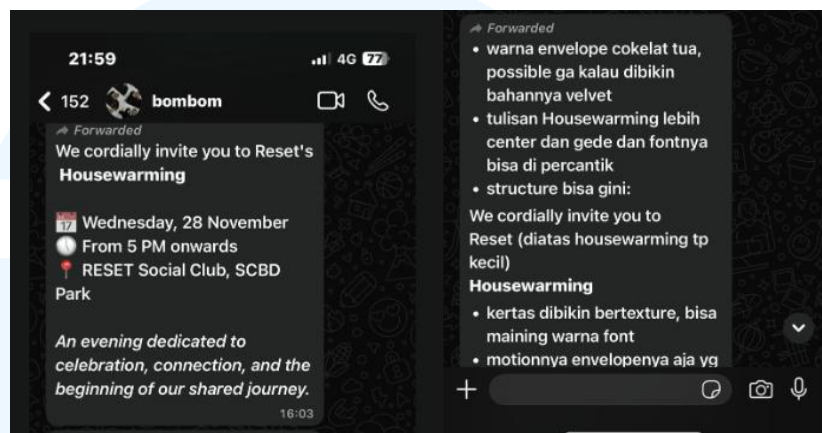 21:59
4G 77
152 bombom
Forwarded
We cordially invite you to Reset's
Housewarming
📅 Wednesday, 28 November
🕔 From 5 PM onwards
📍 RESET Social Club, SCBD
Park
An evening dedicated to
celebration, connection, and the
beginning of our shared journey.
16:03
Forwarded
• warna envelope cokelat tua,
possible ga kalau dibikin
bahannya velvet
• tulisan Housewarming lebih
center dan gede dan fontnya
bisa di percantik
• structure bisa gini:
We cordially invite you to
Reset (diatas housewarming tp
kecil)
Housewarming
• kertas dibikin bertexture, bisa
maining warna font
• motionnya envelopenya aja yg